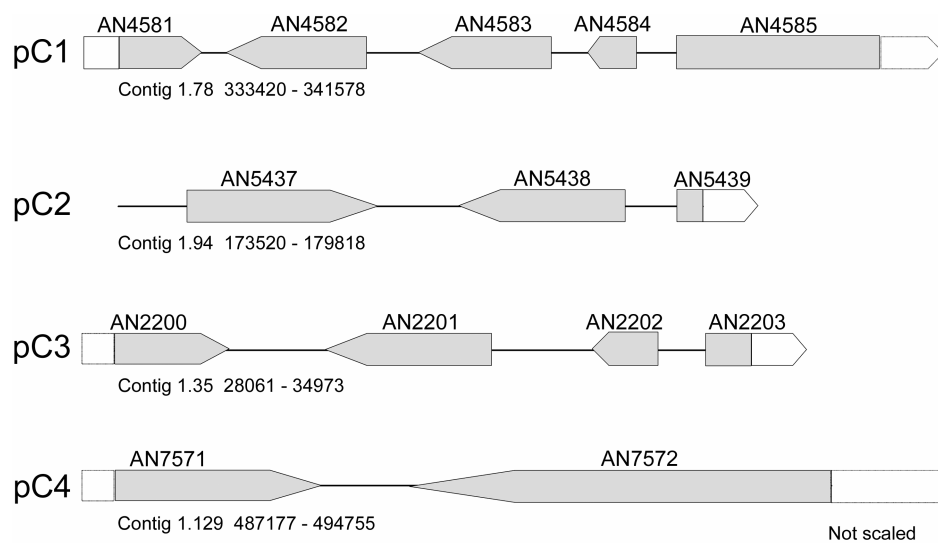 AN4581 AN4582 AN4583 AN4584 AN4585
pC1
Contig 1.78 333420 - 341578
AN5437 AN5438 AN5439
pC2
Contig 1.94 173520 - 179818
AN2200 AN2201 AN2202 AN2203
pC3
Contig 1.35 28061 - 34973
AN7571 AN7572
pC4
Contig 1.129 487177 - 494755
Not scaled